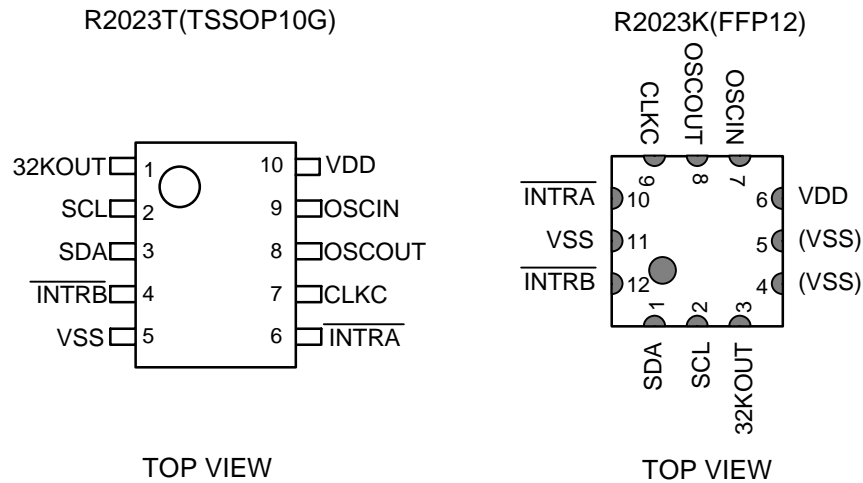 R2023T(TSSOP10G)
32KOUT 1 10 VDD
SCL 2 9 OSCIN
SDA 3 8 OSCOUT
INTRB 4 7 CLKC
VSS 5 6 INTRA
TOP VIEW
R2023K(FFP12)
CLKC OSCOUT OSCIN
9 8 7
INTRA 10 6 VDD
VSS 11 5 (VSS)
INTRB 12 4 (VSS)
1 2 3
SDA SCL 32KOUT
TOP VIEW